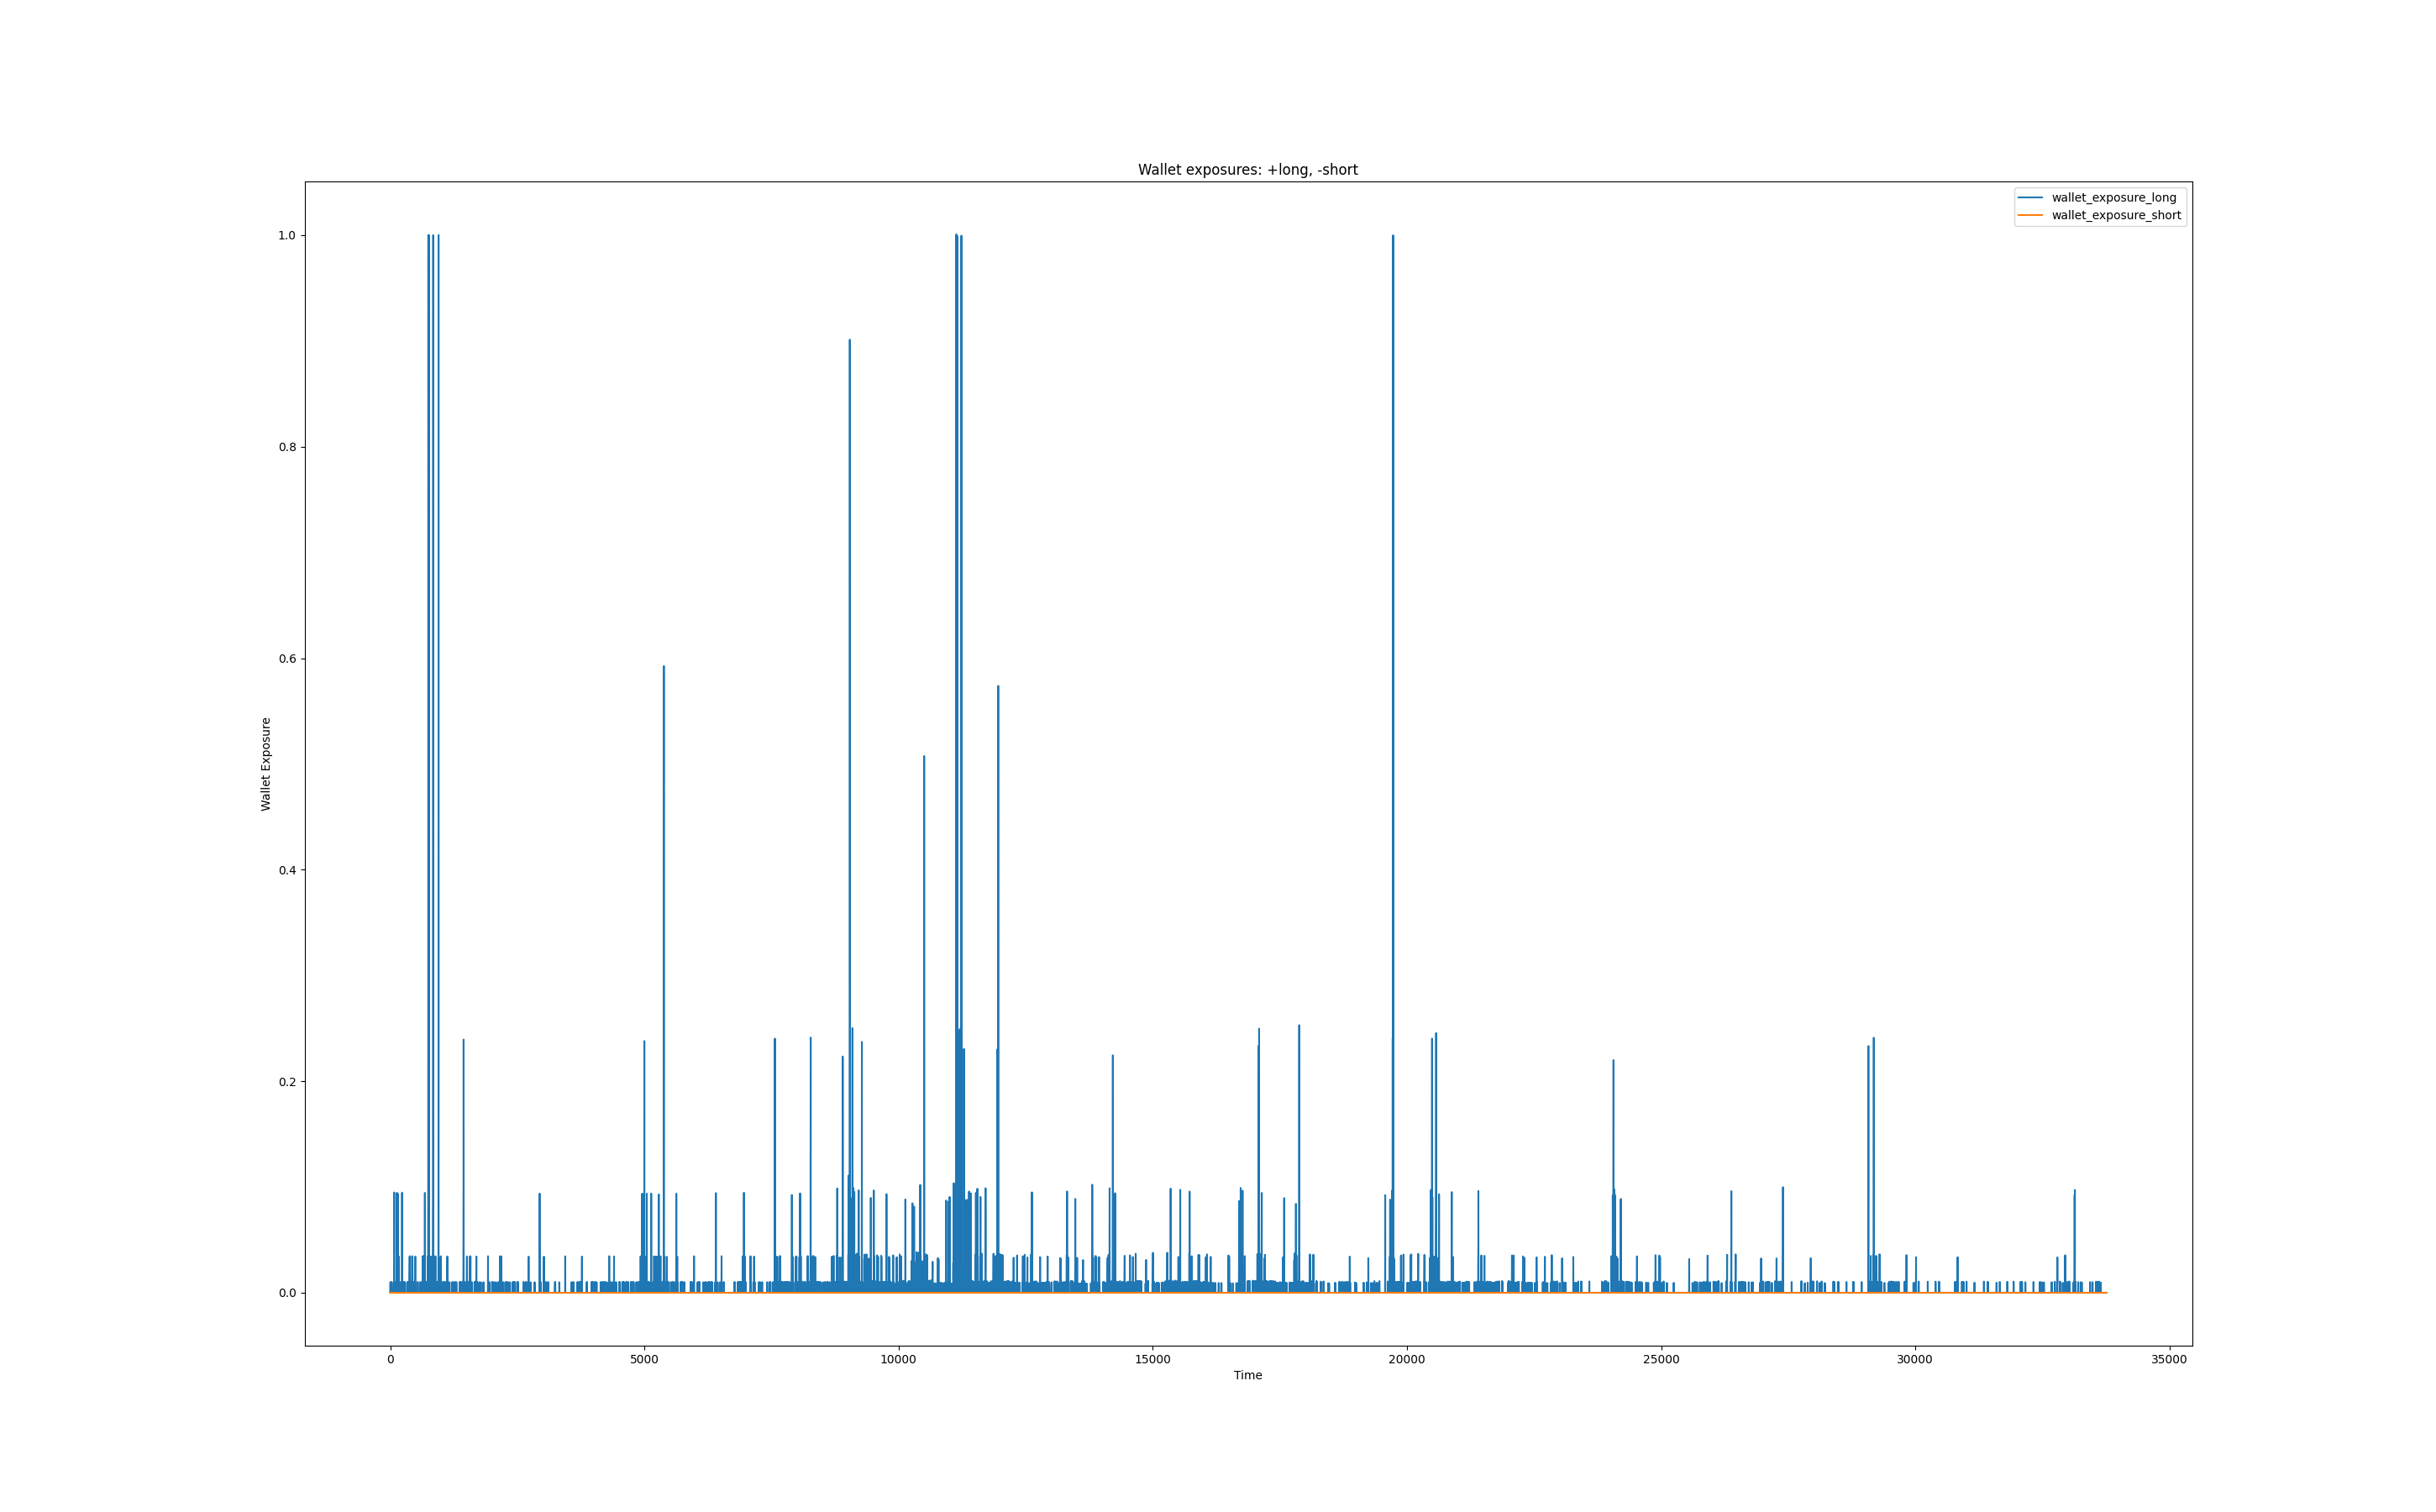 Wallet exposures: +long, -short
wallet_exposure_long
wallet_exposure_short
1.0
0.8
0.6
0.4
0.2
0.0
Wallet Exposure
0 5000 10000 15000 20000 25000 30000 35000
Time